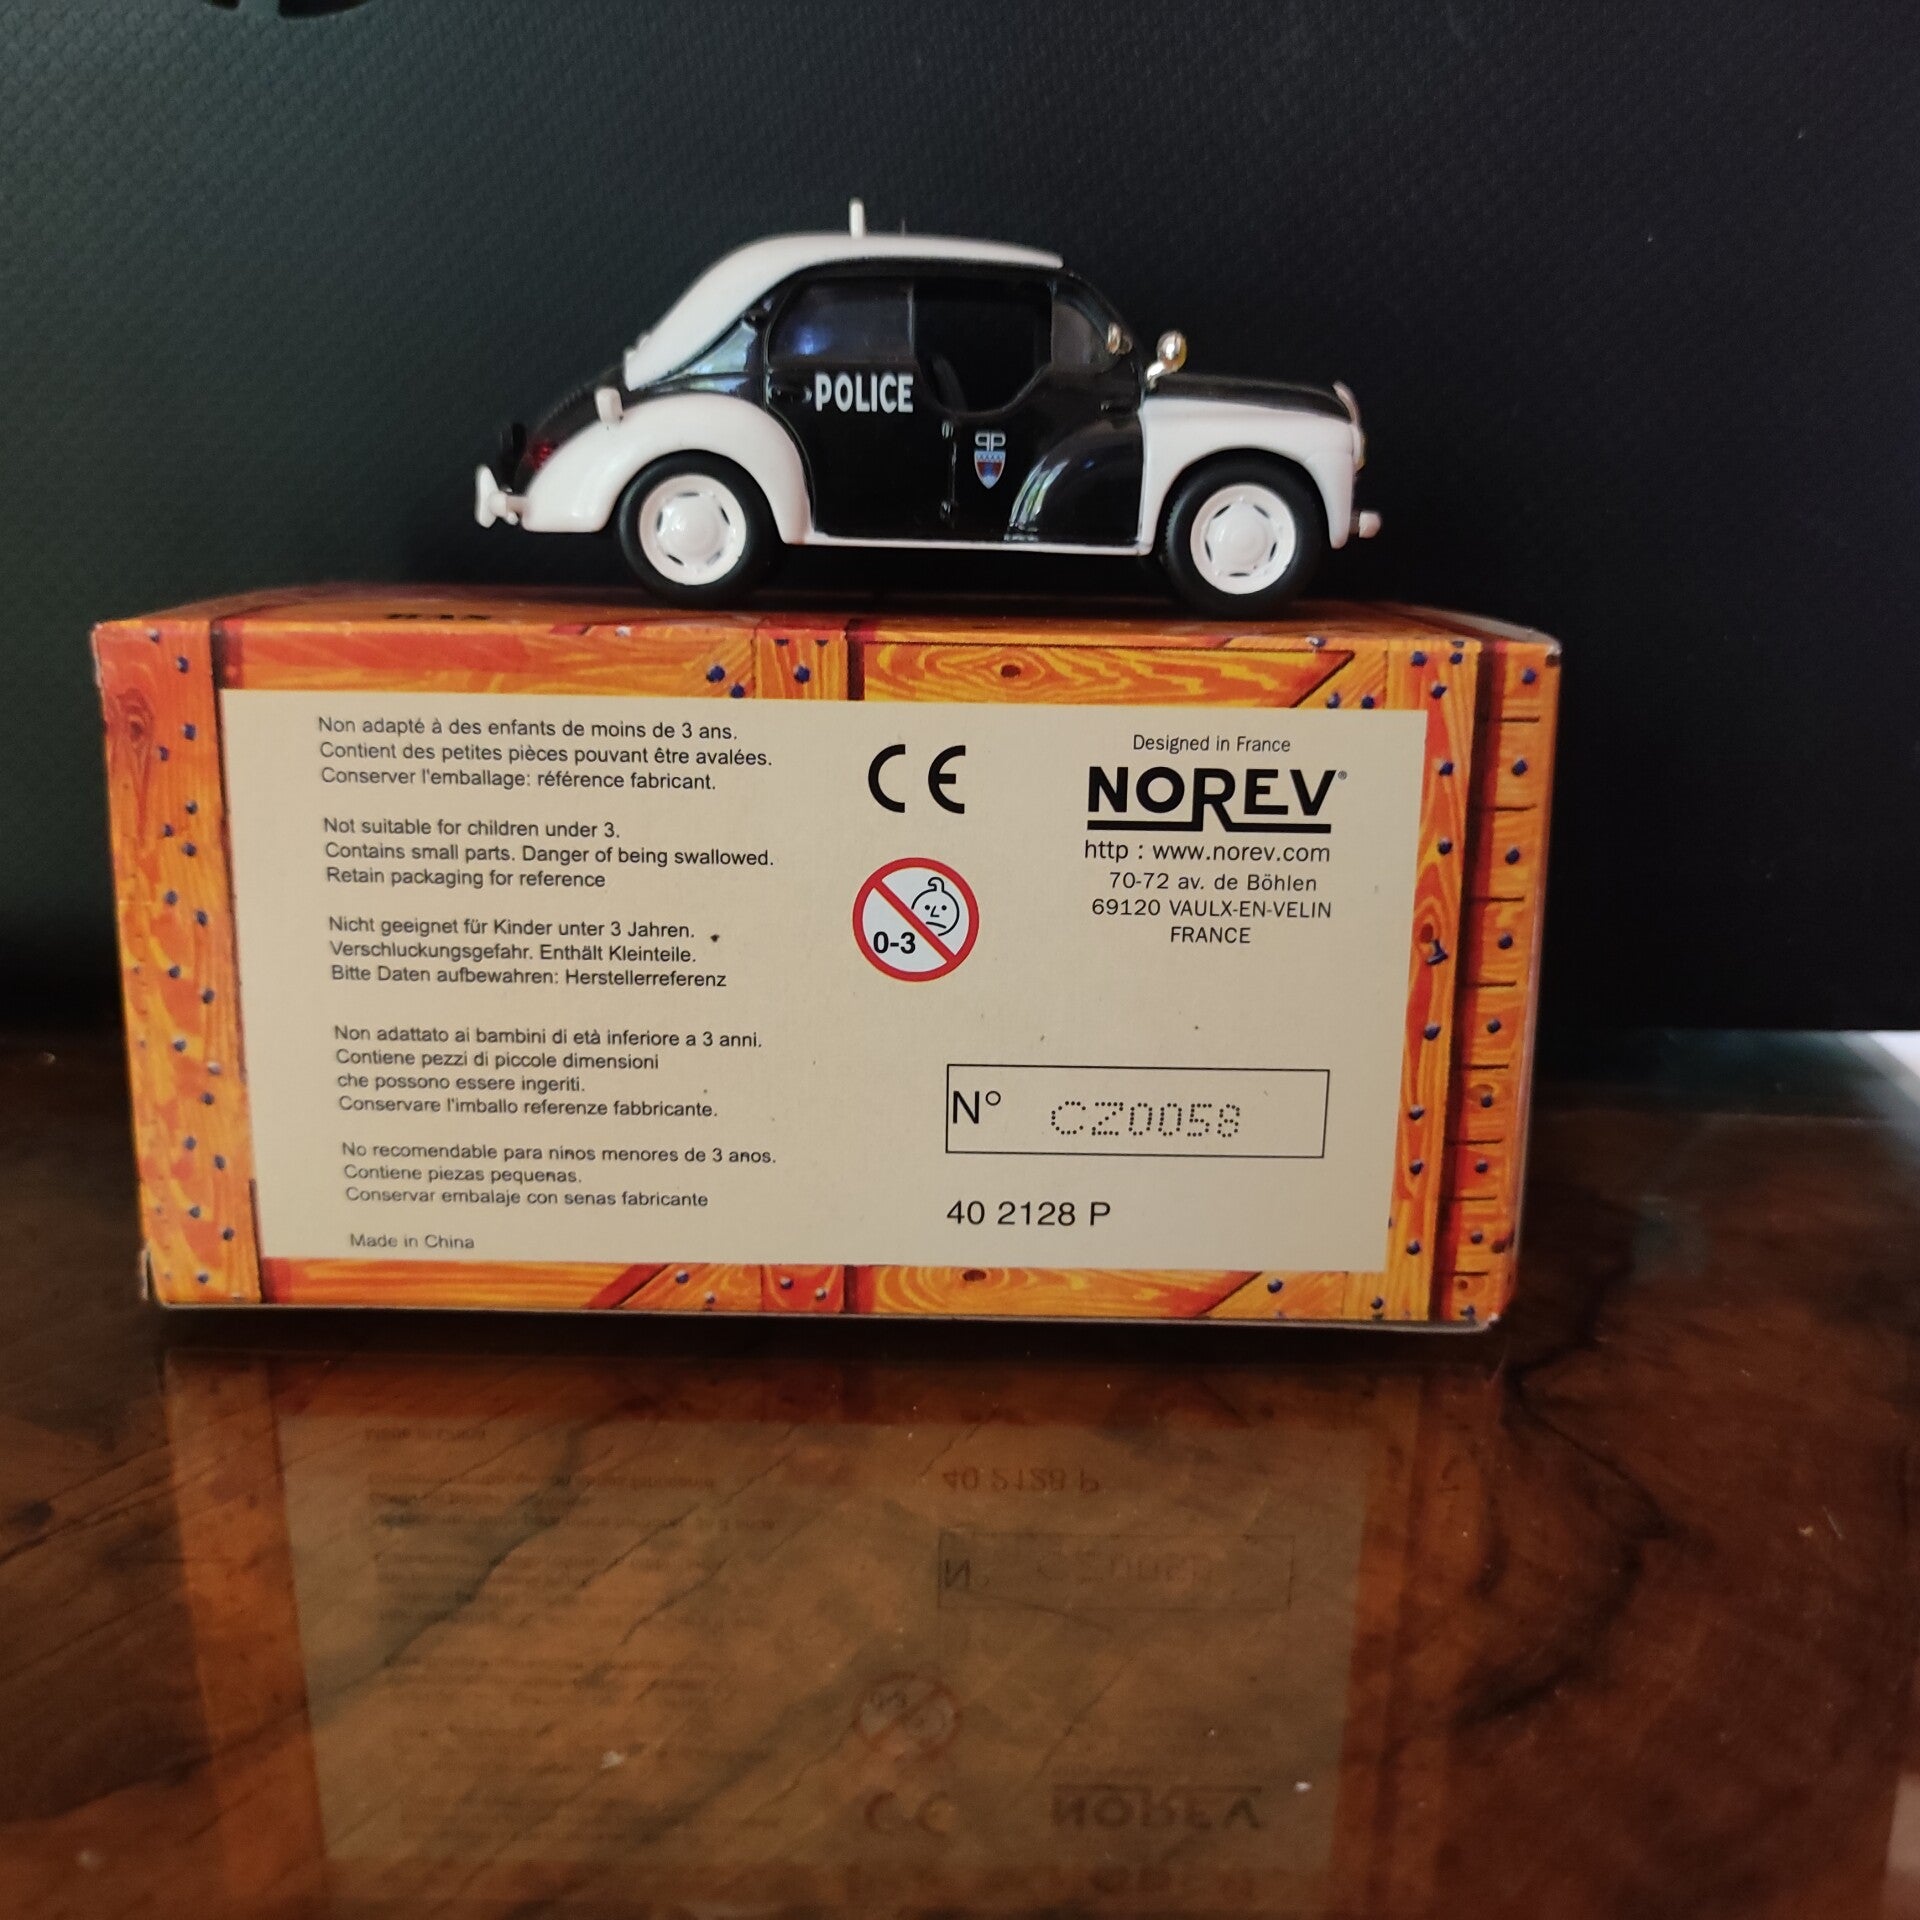 POLICE
PP
Non adapté à des enfants de moins de 3 ans.
Contient des petites pièces pouvant être avalées.
Conserver l'emballage: référence fabricant.
Not suitable for children under 3.
Contains small parts. Danger of being swallowed.
Retain packaging for reference
Nicht geeignet für Kinder unter 3 Jahren.
Verschluckungsgefahr. Enthält Kleinteile.
Bitte Daten aufbewahren: Herstellerreferenz
Non adattato ai bambini di età inferiore a 3 anni.
Contiene pezzi di piccole dimensioni
che possono essere ingeriti.
Conservare l'imballo referenze fabbricante.
No recomendable para ninos menores de 3 anos.
Contiene piezas pequenas.
Conservar embalaje con senas fabricante
Made in China
CE
0-3
Designed in France
NOREV®
http : www.norev.com
70-72 av. de Böhlen
69120 VAULX-EN-VELIN
FRANCE
N° CZ0058
40 2128 P